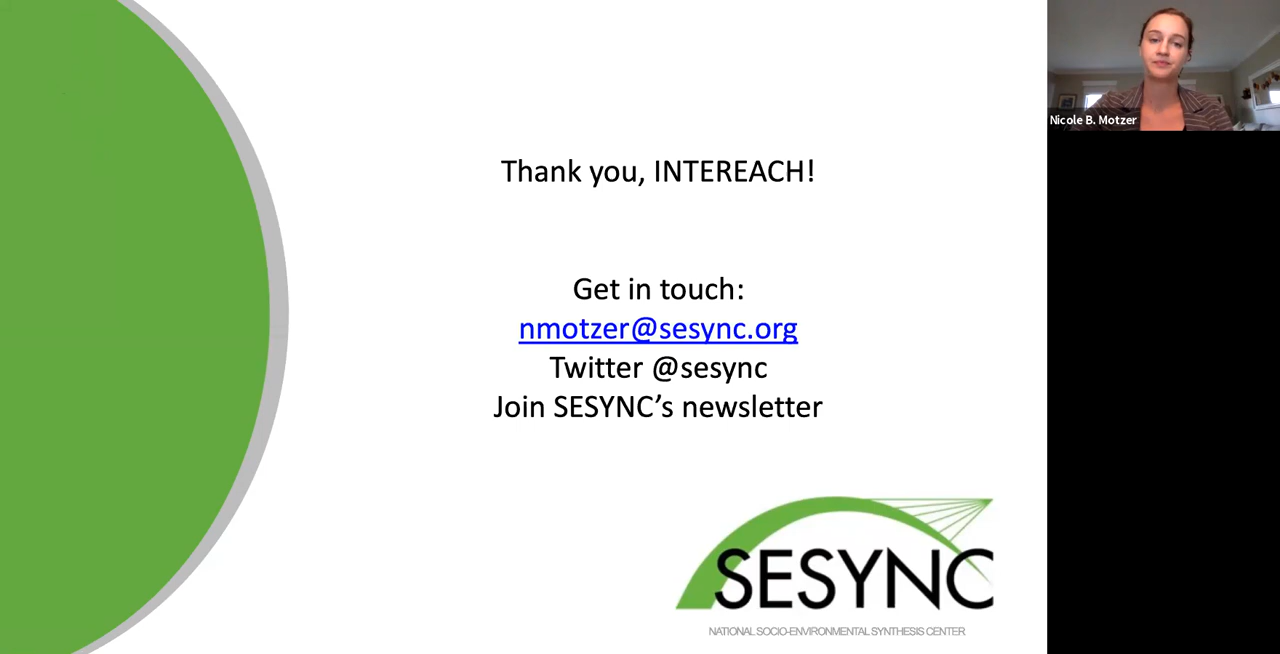 Thank you, INTEREACH!
Get in touch:
nmotzer@sesync.org
Twitter @sesync
Join SESYNC’s newsletter
SESYNC
NATIONAL SOCIO-ENVIRONMENTAL SYNTHESIS CENTER
Nicole B. Motzer